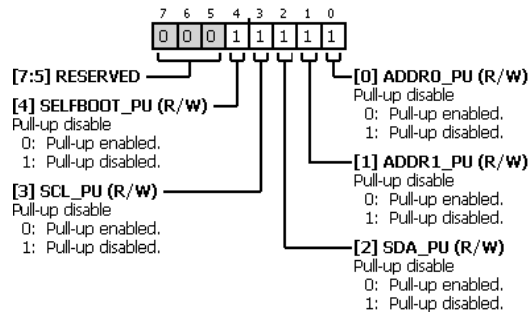 7 6 5 4 3 2 1 0
0 0 0 1 1 1 1 1
[7:5] RESERVED
[4] SELFBOOT_PU (R/W)
Pull-up disable
0: Pull-up enabled.
1: Pull-up disabled.
[3] SCL_PU (R/W)
Pull-up disable
0: Pull-up enabled.
1: Pull-up disabled.
[0] ADDR0_PU (R/W)
Pull-up disable
0: Pull-up enabled.
1: Pull-up disabled.
[1] ADDR1_PU (R/W)
Pull-up disable
0: Pull-up enabled.
1: Pull-up disabled.
[2] SDA_PU (R/W)
Pull-up disable
0: Pull-up enabled.
1: Pull-up disabled.